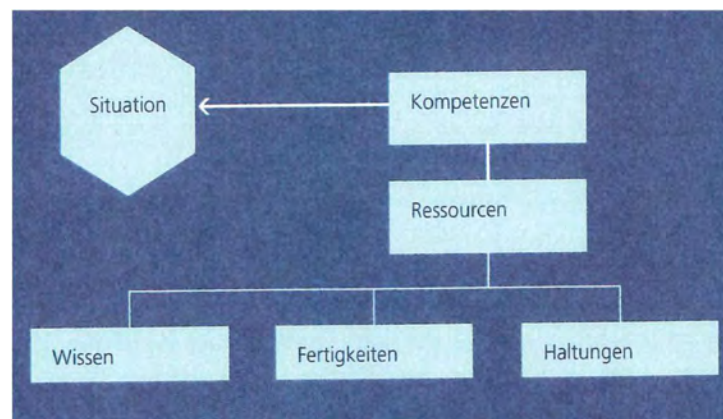 Situation
Kompetenzen
Ressourcen
Wissen
Fertigkeiten
Haltungen